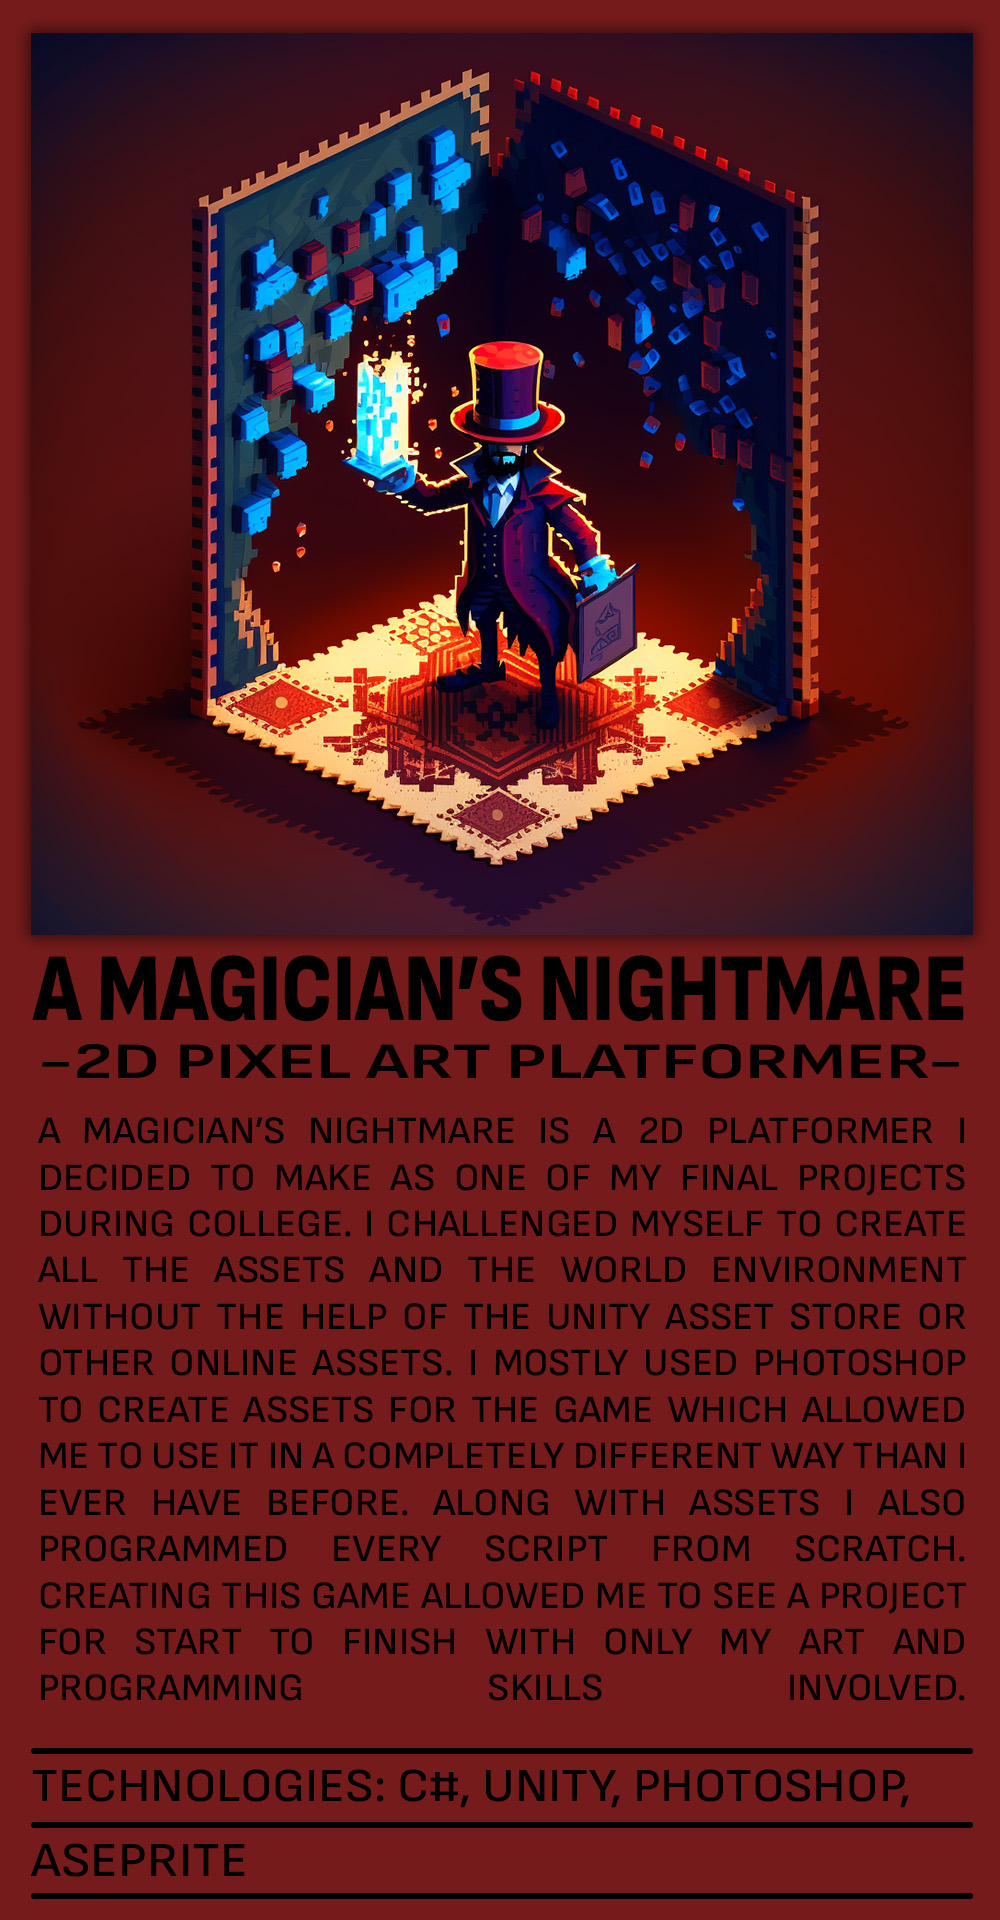 A MAGICIAN'S NIGHTMARE
-2D PIXEL ART PLATFORMER-
A MAGICIAN'S NIGHTMARE IS A 2D PLATFORMER I
DECIDED TO MAKE AS ONE OF MY FINAL PROJECTS
DURING COLLEGE. I CHALLENGED MYSELF TO CREATE
ALL THE ASSETS AND THE WORLD ENVIRONMENT
WITHOUT THE HELP OF THE UNITY ASSET STORE OR
OTHER ONLINE ASSETS. I MOSTLY USED PHOTOSHOP
TO CREATE ASSETS FOR THE GAME WHICH ALLOWED
ME TO USE IT IN A COMPLETELY DIFFERENT WAY THAN I
EVER HAVE BEFORE. ALONG WITH ASSETS I ALSO
PROGRAMMED EVERY SCRIPT FROM SCRATCH.
CREATING THIS GAME ALLOWED ME TO SEE A PROJECT
FOR START TO FINISH WITH ONLY MY ART AND
PROGRAMMING SKILLS INVOLVED.
TECHNOLOGIES: C#, UNITY, PHOTOSHOP,
ASEPRITE